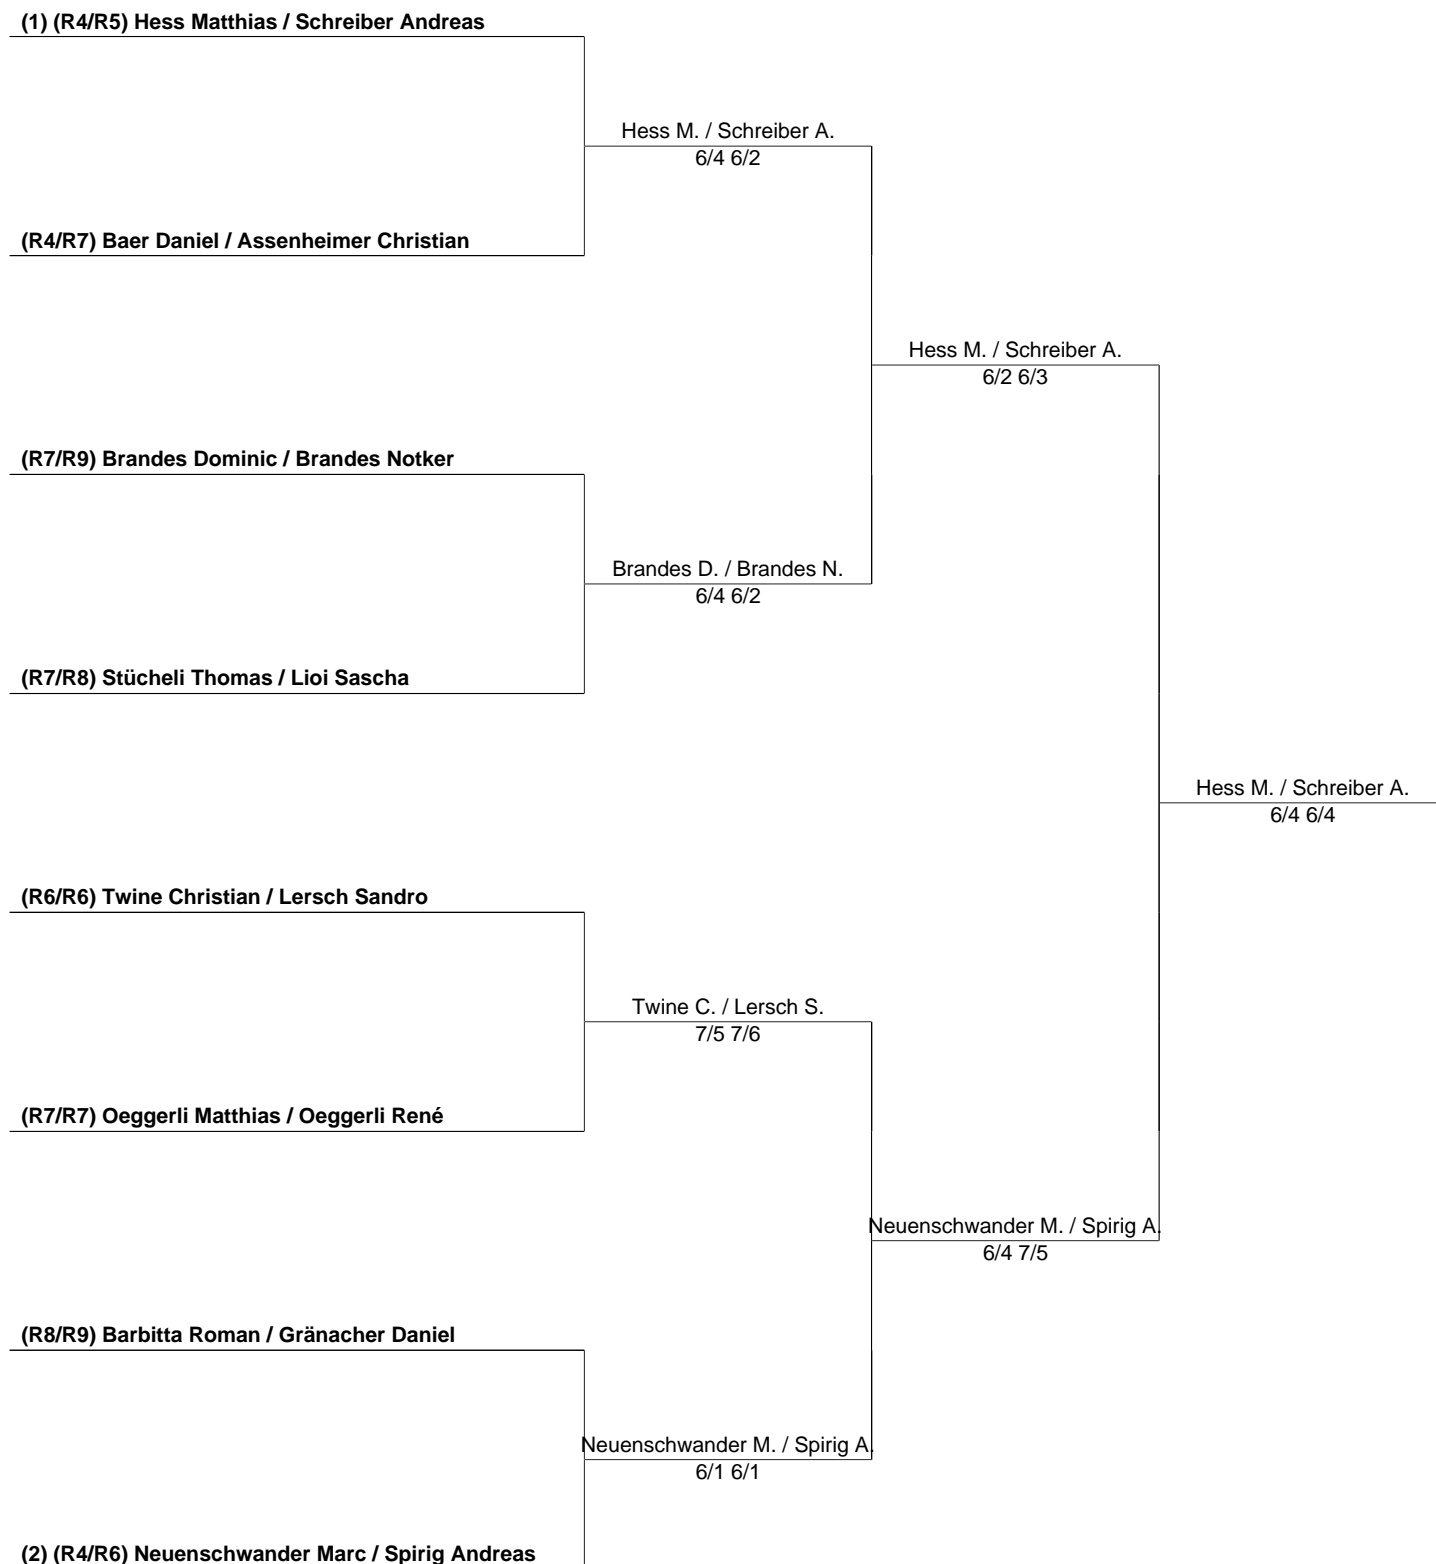 (1) (R4/R5) Hess Matthias / Schreiber Andreas
Hess M. / Schreiber A.
6/4 6/2
(R4/R7) Baer Daniel / Assenheimer Christian
Hess M. / Schreiber A.
6/2 6/3
(R7/R9) Brandes Dominic / Brandes Notker
Brandes D. / Brandes N.
6/4 6/2
(R7/R8) Stücheli Thomas / Lioi Sascha
Hess M. / Schreiber A.
6/4 6/4
(R6/R6) Twine Christian / Lersch Sandro
Twine C. / Lersch S.
7/5 7/6
(R7/R7) Oeggerli Matthias / Oeggerli René
Neuenschwander M. / Spirig A.
6/4 7/5
(R8/R9) Barbitta Roman / Gränacher Daniel
Neuenschwander M. / Spirig A.
6/1 6/1
(2) (R4/R6) Neuenschwander Marc / Spirig Andreas